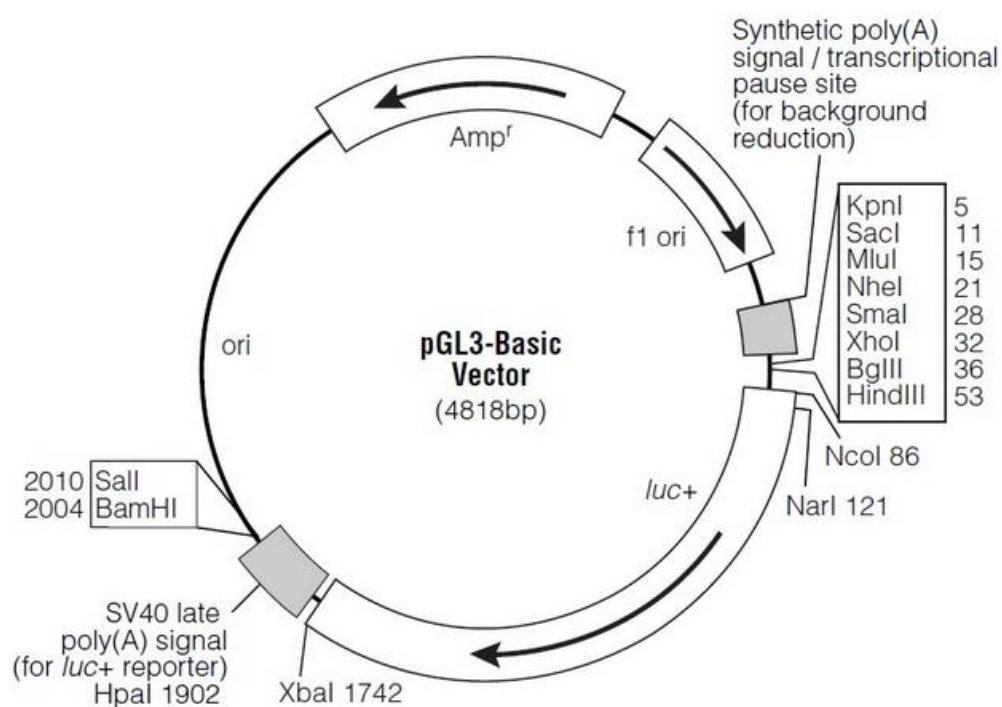 Synthetic poly(A)
signal / transcriptional
pause site
(for background
reduction)
Ampʳ
f1 ori
KpnI 5
SacI 11
MluI 15
NheI 21
SmaI 28
XhoI 32
BglII 36
HindIII 53
ori
pGL3-Basic
Vector
(4818bp)
NcoI 86
NarI 121
luc+
2010 SalI
2004 BamHI
SV40 late
poly(A) signal
(for luc+ reporter)
HpaI 1902
XbaI 1742